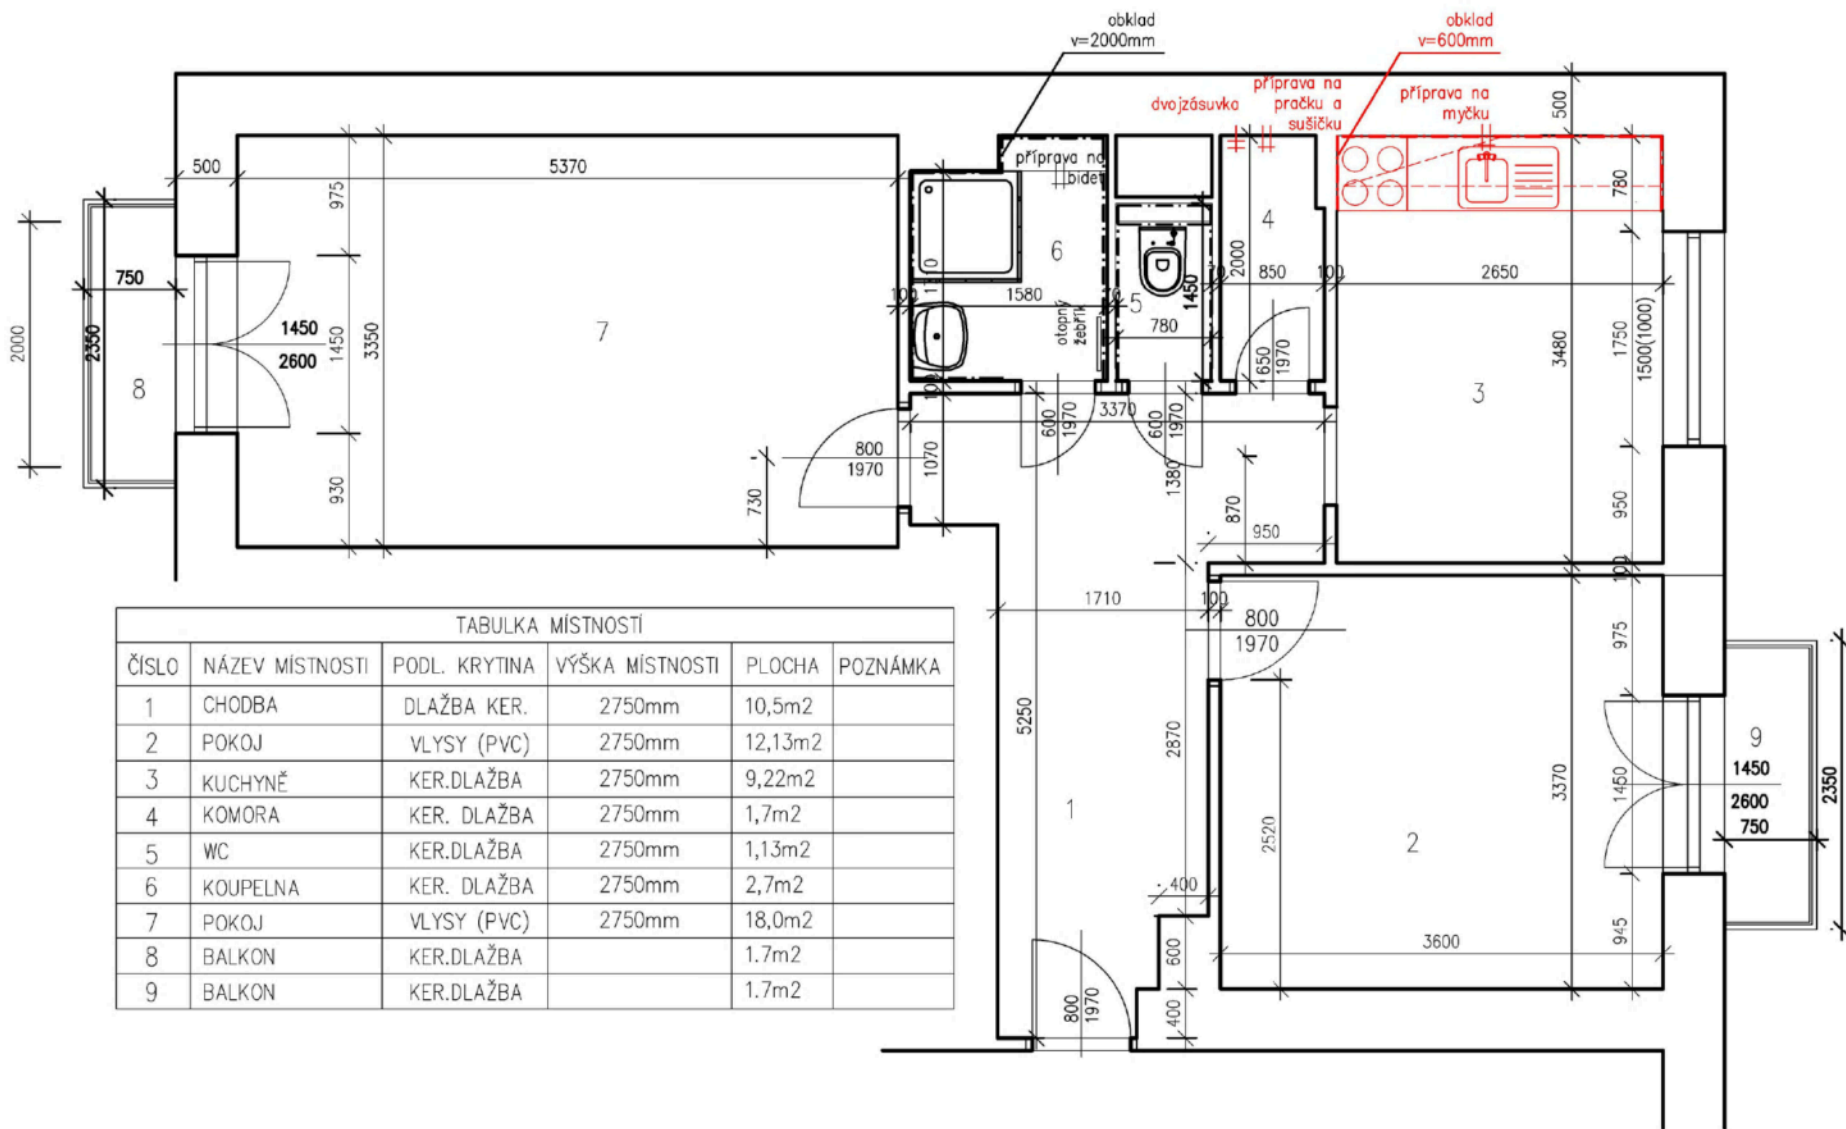 obklad
v=2000mm
obklad
v=600mm
dvojzásuvka
příprava na
pračku a
sušičku
příprava na
myčku
příprava na
bidet
500
5370
975
500
780
750
2000
2350
1450
2600
1450
3350
930
7
8
6
5
4
3
100
1580
70
otopný
žebřík
780
1450
70
2000
850
100
650
1970
2650
3480
1750
1500(1000)
100
600
1970
3370
600
1970
800
1970
1070
730
1380
870
950
950
100
1710
100
800
1970
975
5250
2870
2520
3370
1450
9
1450
2600
750
2350
1
2
400
3600
945
600
400
800
1970
TABULKA MÍSTNOSTÍ
ČÍSLO NÁZEV MÍSTNOSTI PODL. KRYTINA VÝŠKA MÍSTNOSTI PLOCHA POZNÁMKA
1 CHODBA DLAŽBA KER. 2750mm 10,5m2
2 POKOJ VLYSY (PVC) 2750mm 12,13m2
3 KUCHYNĚ KER.DLAŽBA 2750mm 9,22m2
4 KOMORA KER. DLAŽBA 2750mm 1,7m2
5 WC KER.DLAŽBA 2750mm 1,13m2
6 KOUPELNA KER. DLAŽBA 2750mm 2,7m2
7 POKOJ VLYSY (PVC) 2750mm 18,0m2
8 BALKON KER.DLAŽBA 1.7m2
9 BALKON KER.DLAŽBA 1.7m2